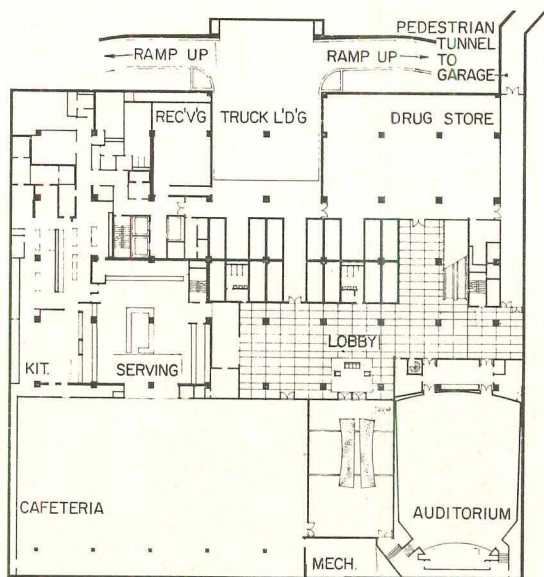 PEDESTRIAN
TUNNEL
TO
GARAGE
RAMP UP
RAMP UP
REC'V'G
TRUCK L'D'G
DRUG STORE
LOBBY
KIT.
SERVING
CAFETERIA
AUDITORIUM
MECH.